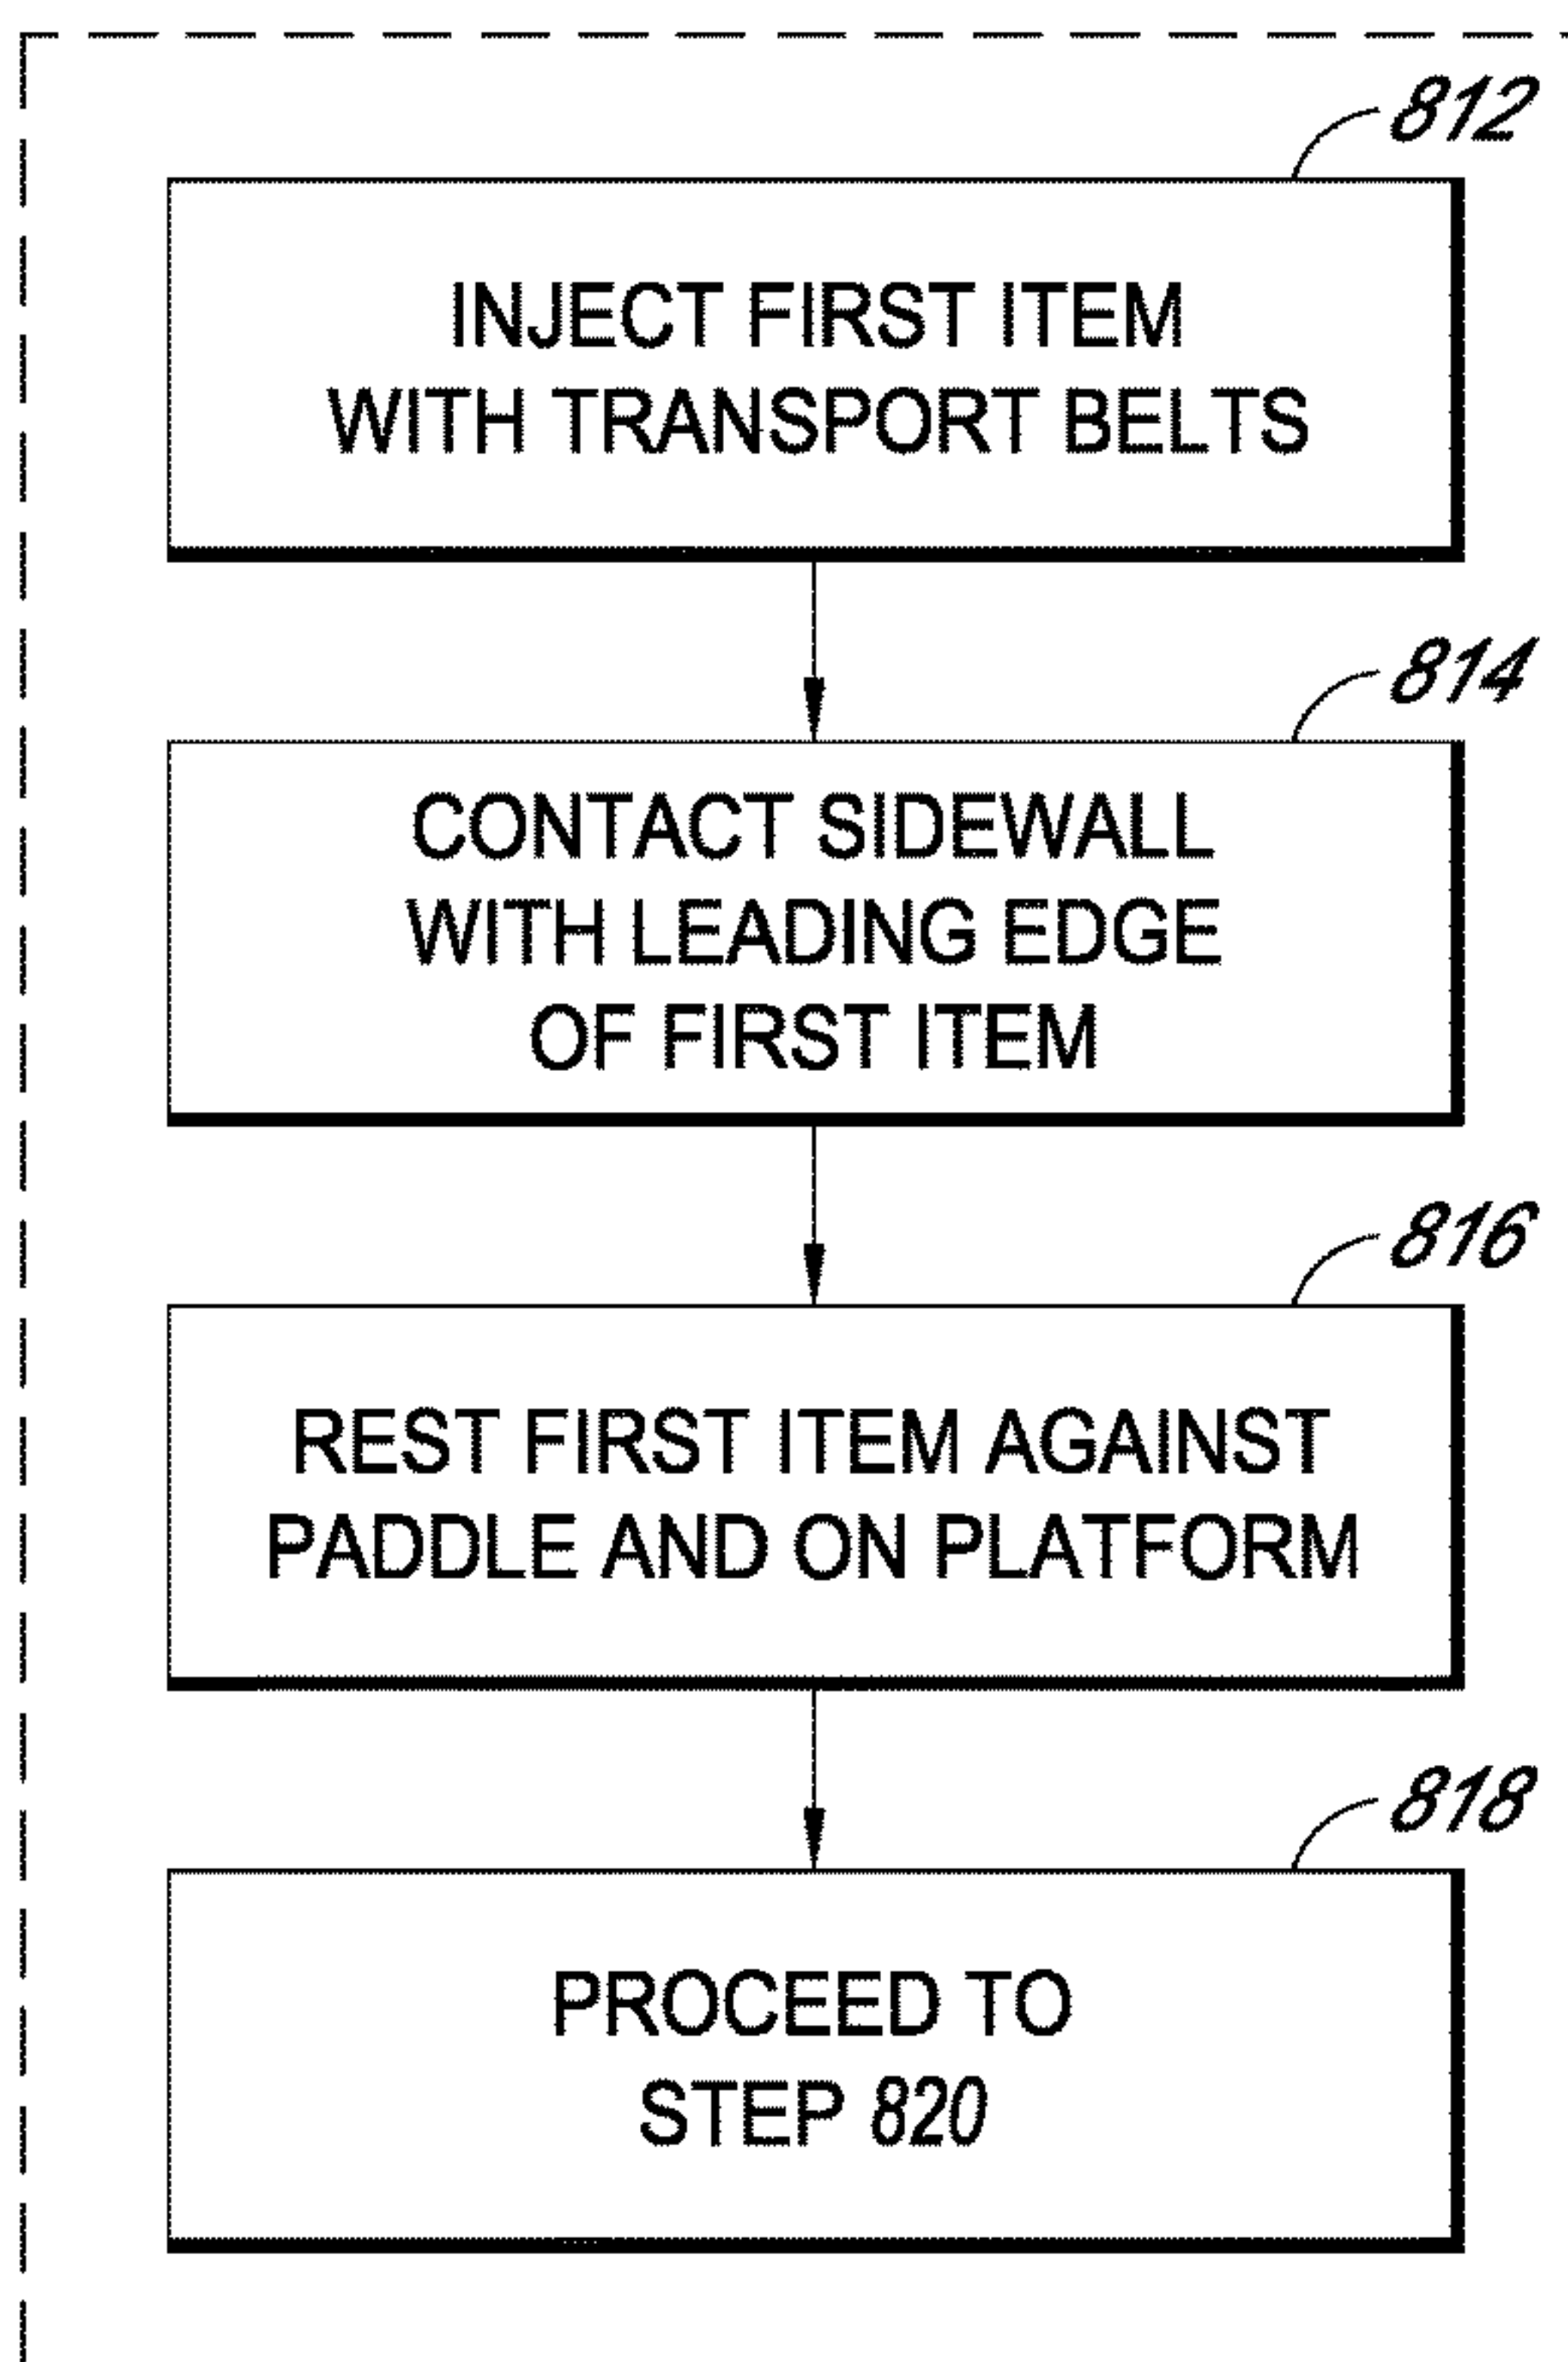 812
INJECT FIRST ITEM
WITH TRANSPORT BELTS
814
CONTACT SIDEWALL
WITH LEADING EDGE
OF FIRST ITEM
816
REST FIRST ITEM AGAINST
PADDLE AND ON PLATFORM
818
PROCEED TO
STEP 820